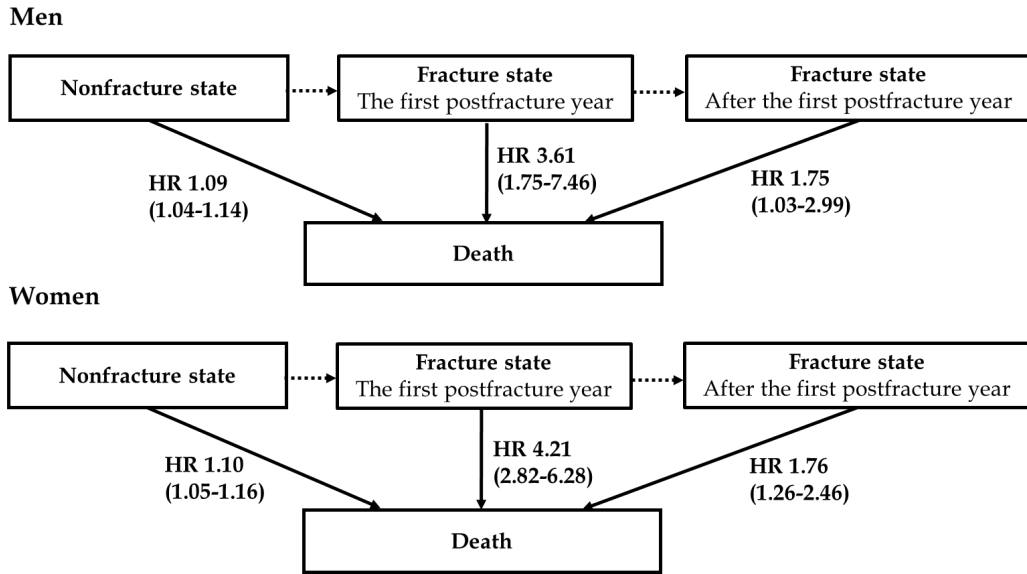 Men
Nonfracture state
Fracture state
The first postfracture year
Fracture state
After the first postfracture year
HR 1.09
(1.04-1.14)
HR 3.61
(1.75-7.46)
HR 1.75
(1.03-2.99)
Death
Women
Nonfracture state
Fracture state
The first postfracture year
Fracture state
After the first postfracture year
HR 1.10
(1.05-1.16)
HR 4.21
(2.82-6.28)
HR 1.76
(1.26-2.46)
Death